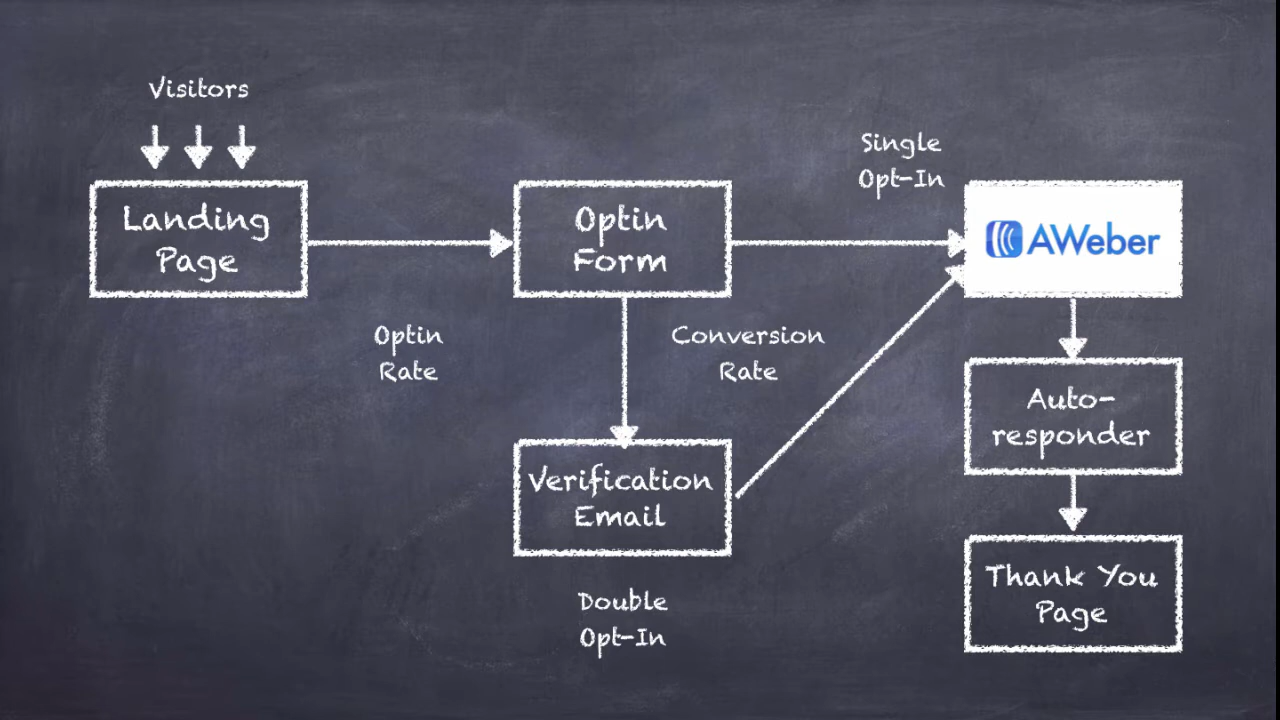 Visitors
Landing
Page
Optin
Rate
Optin
Form
Conversion
Rate
Verification
Email
Double
Opt-In
Single
Opt-In
AWeber
Auto-
responder
Thank You
Page